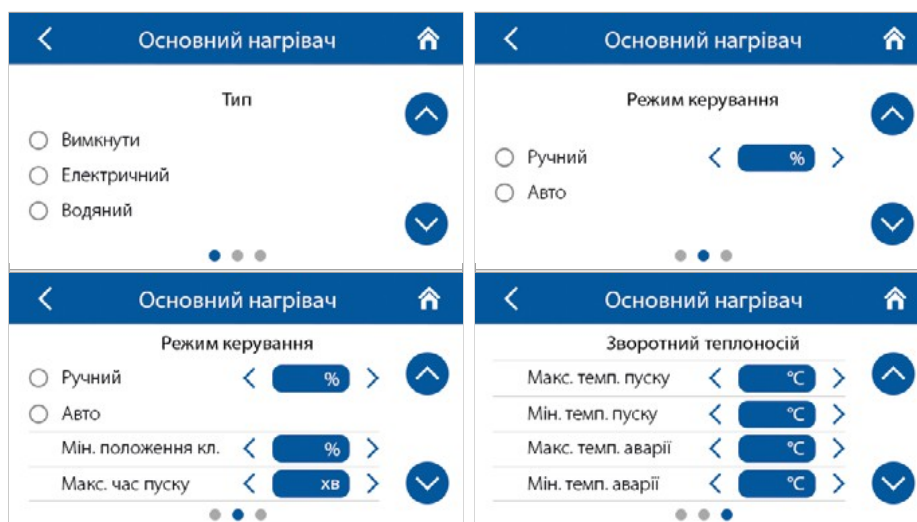 Основний нагрівач
Тип
Вимкнути
Електричний
Водяний
Основний нагрівач
Режим керування
Ручний %
Авто
Основний нагрівач
Режим керування
Ручний %
Авто
Мін. положення кл. %
Макс. час пуску хв
Основний нагрівач
Зворотний теплоносій
Макс. темп. пуску °C
Мін. темп. пуску °C
Макс. темп. аварії °C
Мін. темп. аварії °C